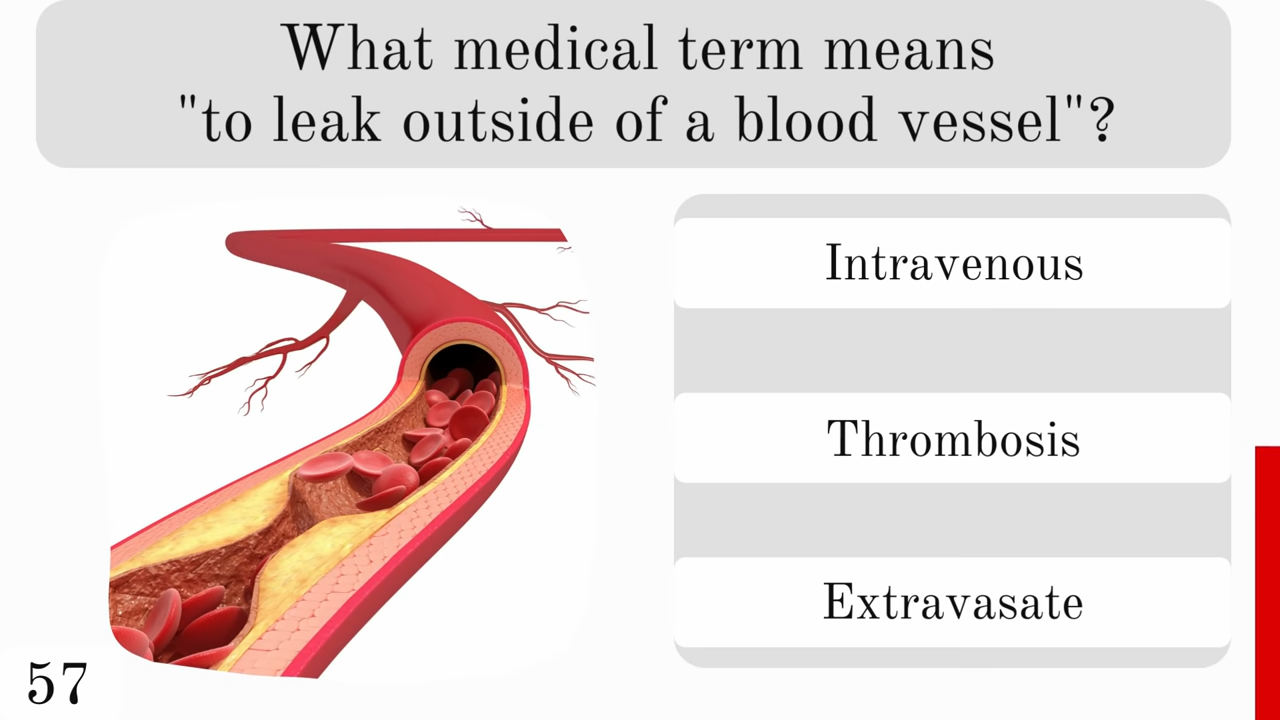 What medical term means
"to leak outside of a blood vessel"?
Intravenous
Thrombosis
Extravasate
57